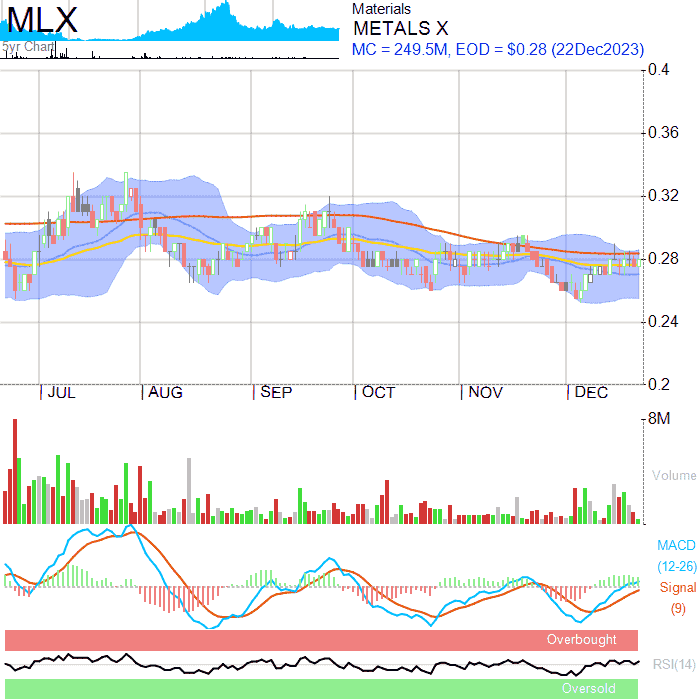 MLX
5yr Chart
Materials
METALS X
MC = 249.5M, EOD = $0.28 (22Dec2023)
0.4
0.36
0.32
0.28
0.24
0.2
JUL AUG SEP OCT NOV DEC
8M
Volume
MACD
(12-26)
Signal
(9)
Overbought
RSI(14)
Oversold